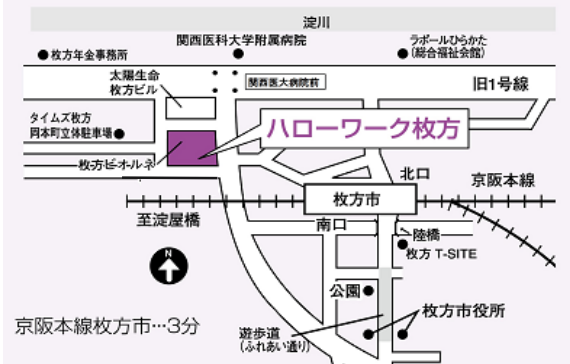 淀川
関西医科大学附属病院
ラポールひらかた
(総合福祉会館)
枚方年金事務所
太陽生命
枚方ビル
関西医大病院前
旧1号線
タイムズ枚方
岡本町立体駐車場
ハローワーク枚方
枚方ビオルネ
北口
京阪本線
枚方市
至淀屋橋
南口
陸橋
枚方 T-SITE
N
公園
枚方市役所
京阪本線枚方市…3分
遊歩道
(ふれあい通り)